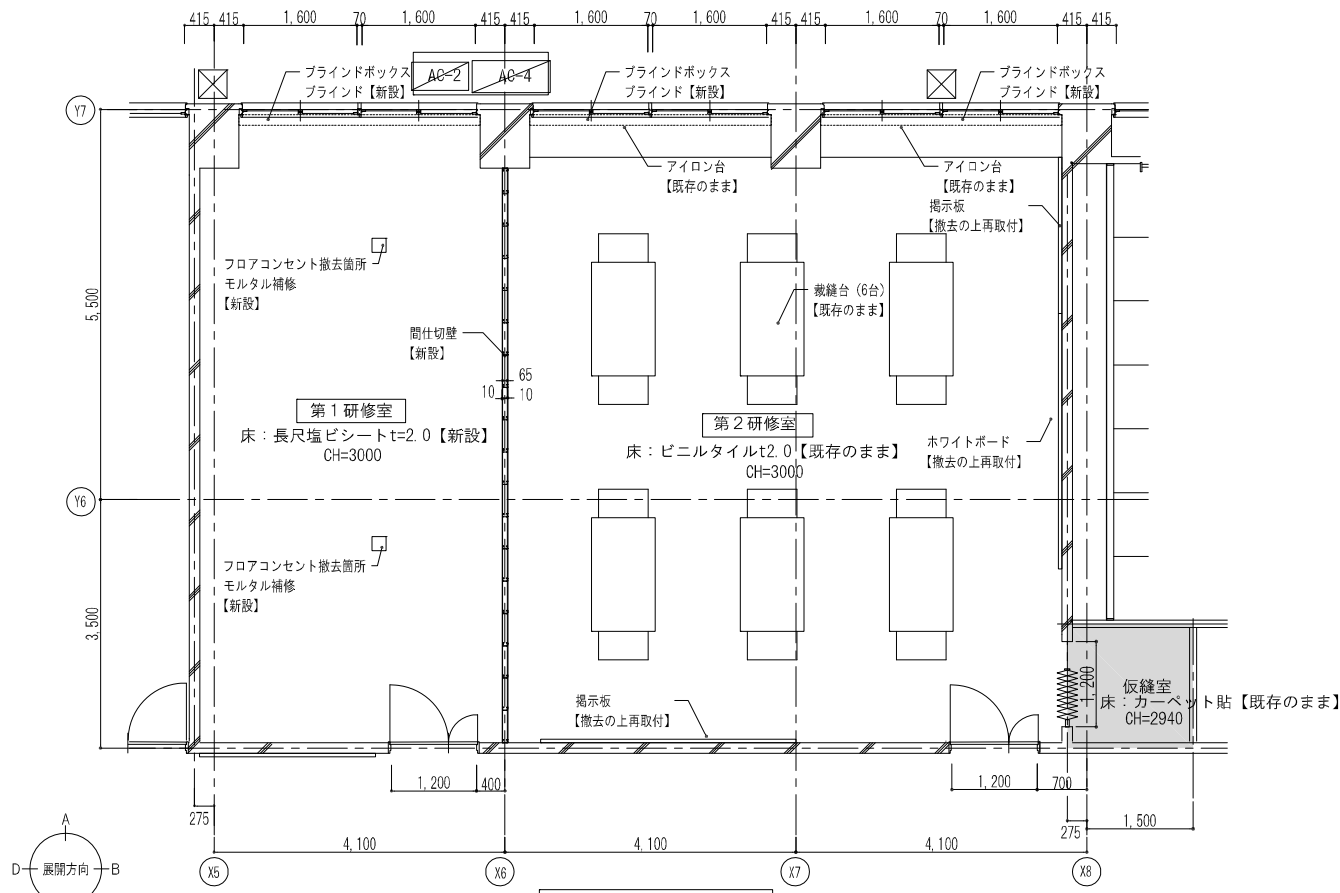 415 415 1,600 70 1,600 415 415 1,600 70 1,600 415 415 1,600 70 1,600 415 415
AC-2 AC-4
ブラインドボックス
ブラインド【新設】
ブラインドボックス
ブラインド【新設】
ブラインドボックス
ブラインド【新設】
Y7
アイロン台
【既存のまま】
アイロン台
【既存のまま】
掲示板
【撤去の上再取付】
フロアコンセント撤去箇所
モルタル補修
【新設】
裁縫台（6台）
【既存のまま】
5,500
間仕切壁
【新設】
65
10 10
第１研修室
床：長尺塩ビシートt=2.0【新設】
CH=3000
第２研修室
床：ビニルタイルt2.0【既存のまま】
CH=3000
ホワイトボード
【撤去の上再取付】
Y6
フロアコンセント撤去箇所
モルタル補修
【新設】
3,500
掲示板
【撤去の上再取付】
1,200
仮縫室
床：カーペット貼【既存のまま】
CH=2940
1,200 400 1,200 700
275 275 1,500
4,100 4,100 4,100
A
D 展開方向 B
X5 X6 X7 X8